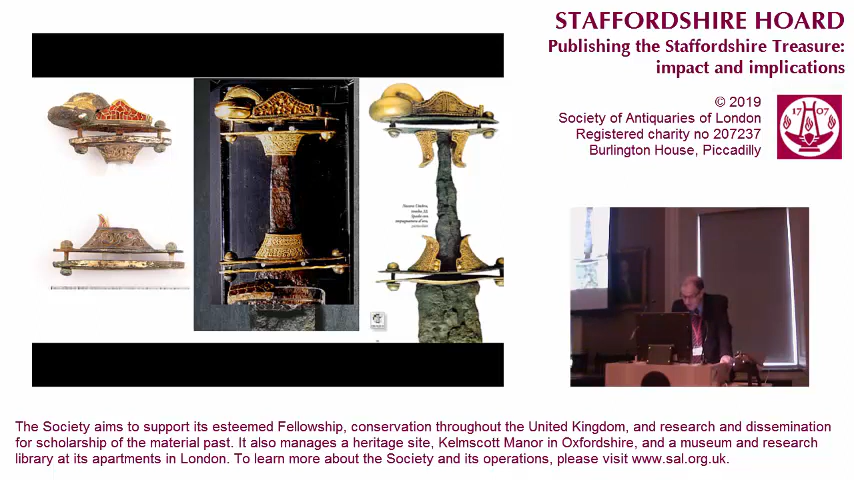 STAFFORDSHIRE HOARD
Publishing the Staffordshire Treasure:
impact and implications
© 2019
Society of Antiquaries of London
Registered charity no 207237
Burlington House, Piccadilly
17 07
The Society aims to support its esteemed Fellowship, conservation throughout the United Kingdom, and research and dissemination
for scholarship of the material past. It also manages a heritage site, Kelmscott Manor in Oxfordshire, and a museum and research
library at its apartments in London. To learn more about the Society and its operations, please visit www.sal.org.uk.